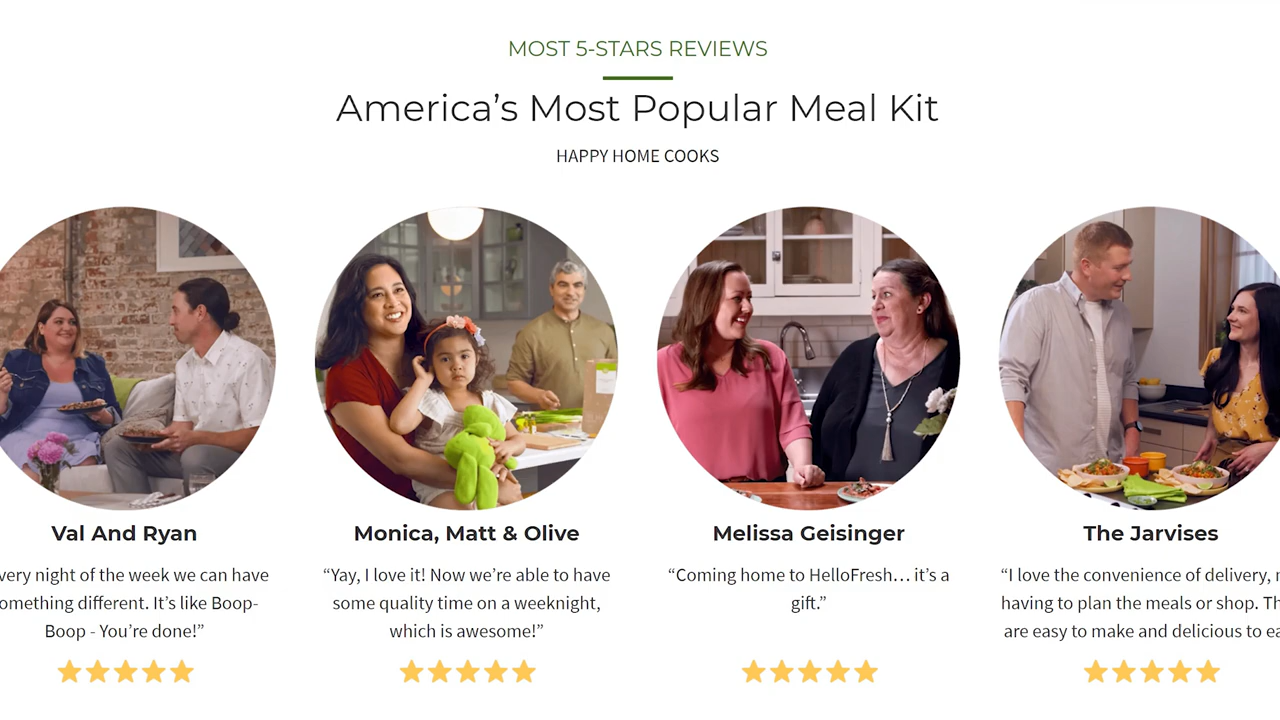 MOST 5-STARS REVIEWS
America’s Most Popular Meal Kit
HAPPY HOME COOKS
Val And Ryan
night of the week we can have
different. It’s like Boop-
Boop - You’re done!”
Monica, Matt & Olive
“Yay, I love it! Now we’re able to have
some quality time on a weeknight,
which is awesome!”
Melissa Geisinger
“Coming home to HelloFresh… it’s a
gift.”
The Jarvises
“I love the convenience of delivery,
having to plan the meals or shop.
are easy to make and delicious to